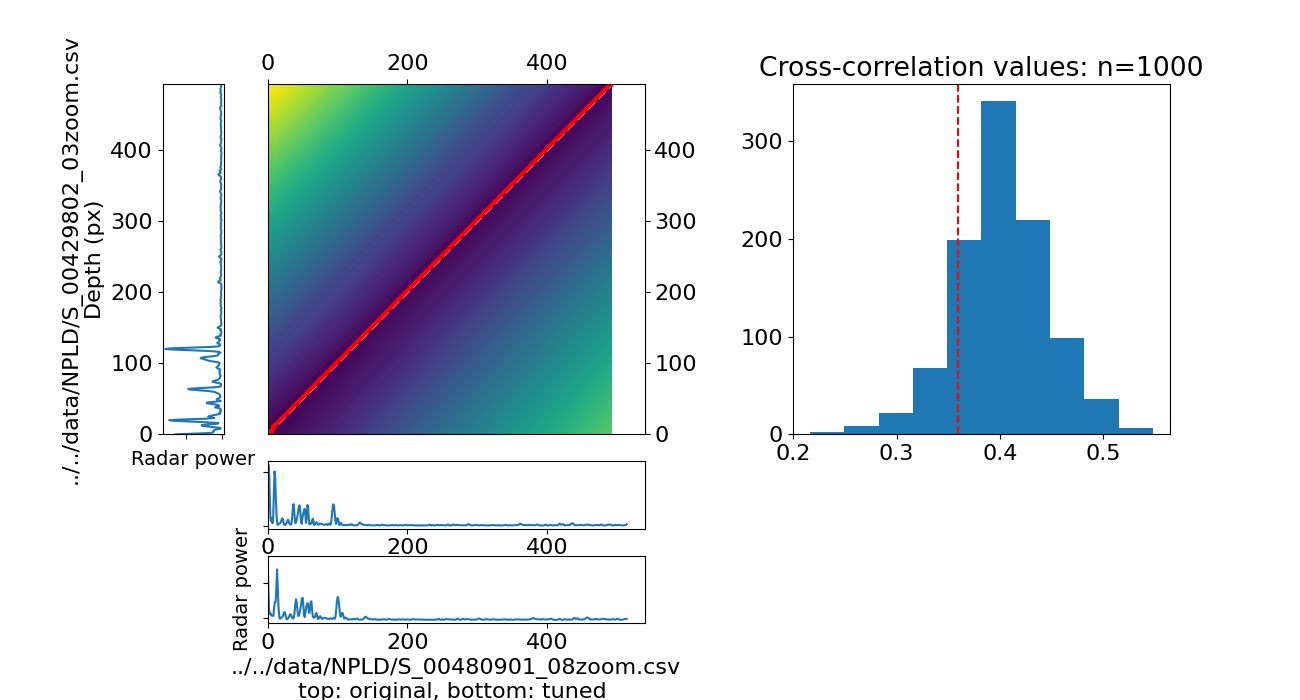 0 200 400
Cross-correlation values: n=1000
../../data/NPLD/S_00429802_03zoom.csv
Depth (px)
400
300
200
100
0
Radar power
400
300
200
100
0
300
200
100
0
0.2 0.3 0.4 0.5
0 200 400
Radar power
0 200 400
../../data/NPLD/S_00480901_08zoom.csv
top: original, bottom: tuned